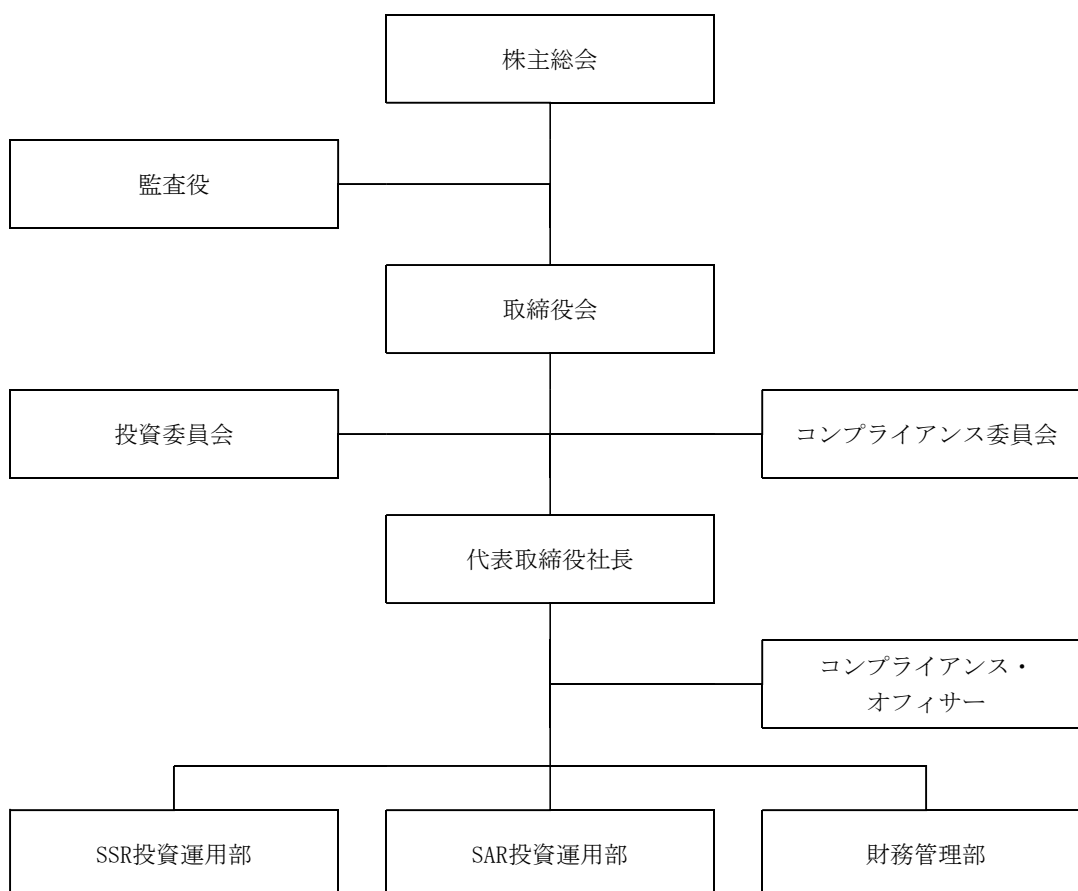 株主総会
監査役
取締役会
投資委員会
コンプライアンス委員会
代表取締役社長
コンプライアンス・
オフィサー
SSR投資運用部
SAR投資運用部
財務管理部